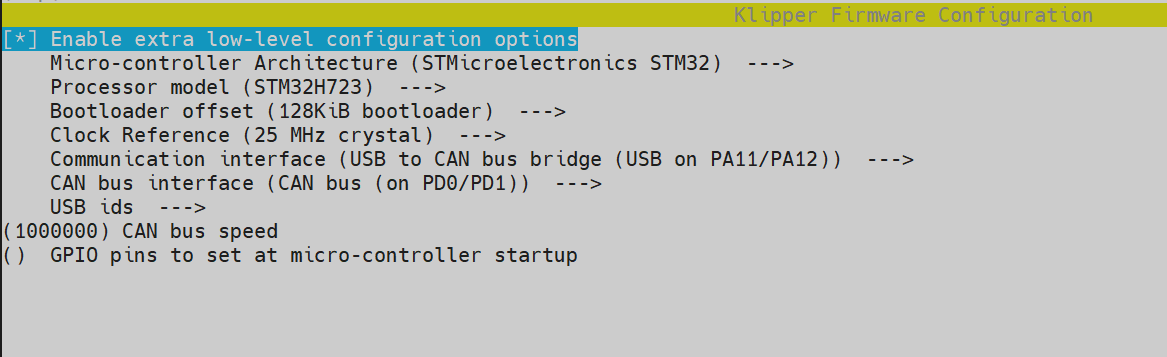 Klipper Firmware Configuration
[*] Enable extra low-level configuration options
Micro-controller Architecture (STMicroelectronics STM32) --->
Processor model (STM32H723) --->
Bootloader offset (128KiB bootloader) --->
Clock Reference (25 MHz crystal) --->
Communication interface (USB to CAN bus bridge (USB on PA11/PA12)) --->
CAN bus interface (CAN bus (on PD0/PD1)) --->
USB ids --->
(1000000) CAN bus speed
() GPIO pins to set at micro-controller startup